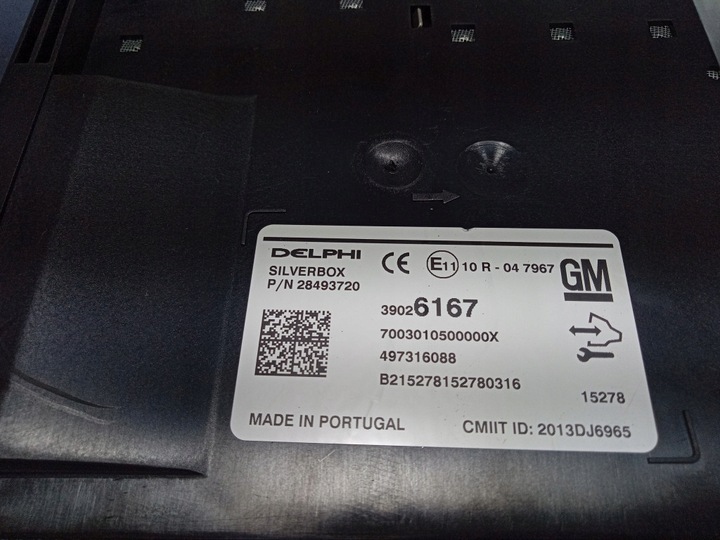 DELPHI
SILVERBOX
P/N 28493720
CE E11 10 R - 04 7967
GM
39026167
7003010500000X
497316088
B215278152780316
15278
MADE IN PORTUGAL
CMIIT ID: 2013DJ6965